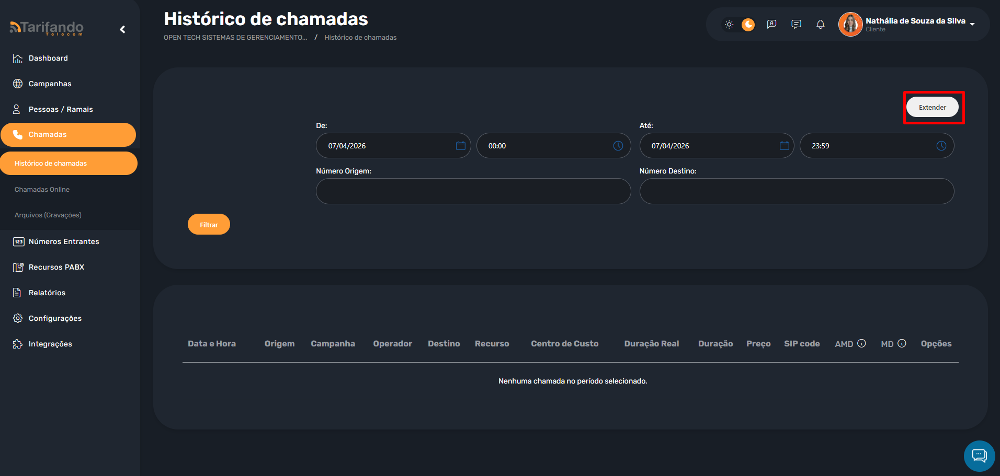 Tarifando
Telecom
Dashboard
Campanhas
Pessoas / Ramais
Chamadas
Histórico de chamadas
Chamadas Online
Arquivos (Gravações)
123
Números Entrantes
Recursos PABX
Relatórios
Configurações
Integrações
Histórico de chamadas
OPEN TECH SISTEMAS DE GERENCIAMENTO... / Histórico de chamadas
Nathália de Souza da Silva
Cliente
Extender
De:
Até:
07/04/2026
00:00
07/04/2026
23:59
Número Origem:
Número Destino:
Filtrar
Data e Hora Origem Campanha Operador Destino Recurso Centro de Custo Duração Real Duração Preço SIP code AMD MD Opções
Nenhuma chamada no período selecionado.